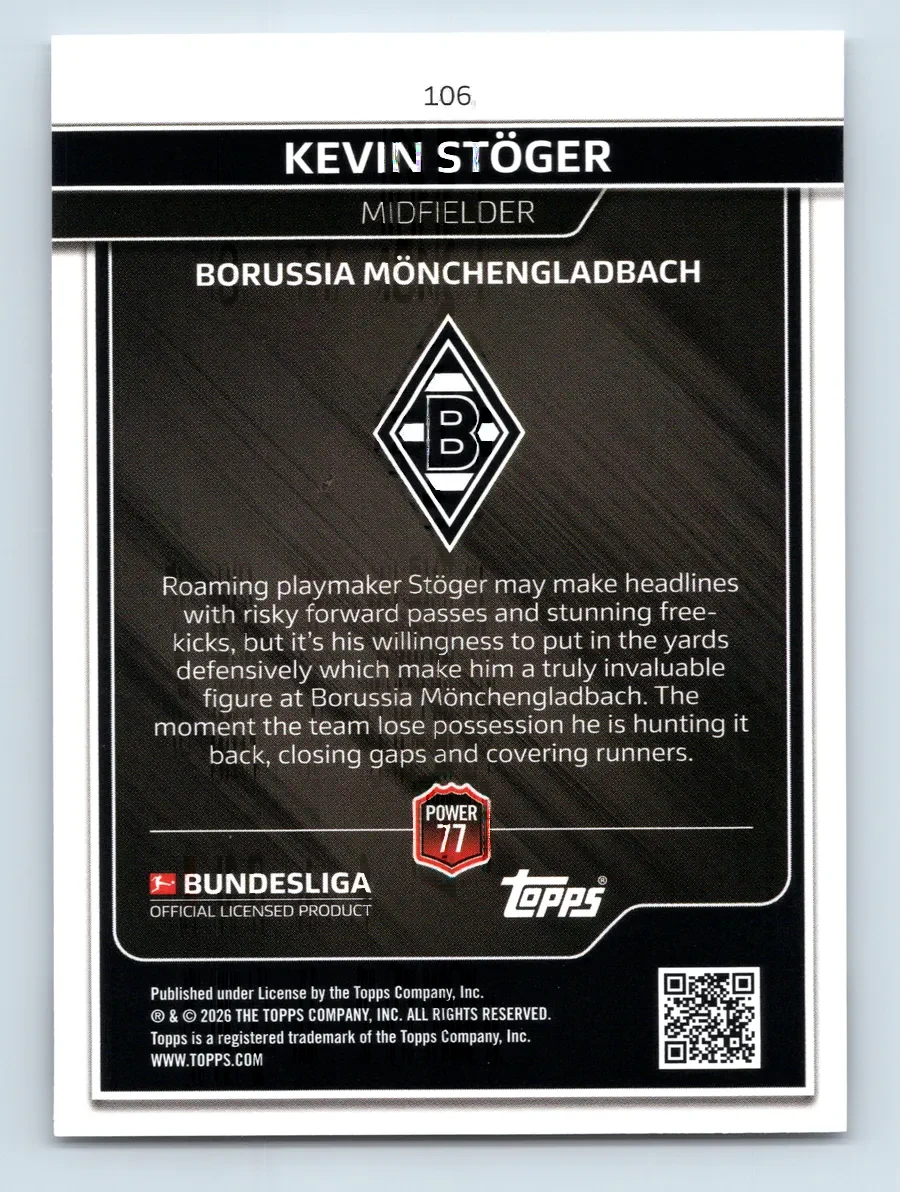 106
KEVIN STÖGER
MIDFIELDER
BORUSSIA MÖNCHENGLADBACH
B
Roaming playmaker Stöger may make headlines
with risky forward passes and stunning free-
kicks, but it's his willingness to put in the yards
defensively which make him a truly invaluable
figure at Borussia Mönchengladbach. The
moment the team lose possession he is hunting it
back, closing gaps and covering runners.
POWER
77
BUNDESLIGA
OFFICIAL LICENSED PRODUCT
Topps®
Published under License by the Topps Company, Inc.
® & © 2026 THE TOPPS COMPANY, INC. ALL RIGHTS RESERVED.
Topps is a registered trademark of the Topps Company, Inc.
WWW.TOPPS.COM